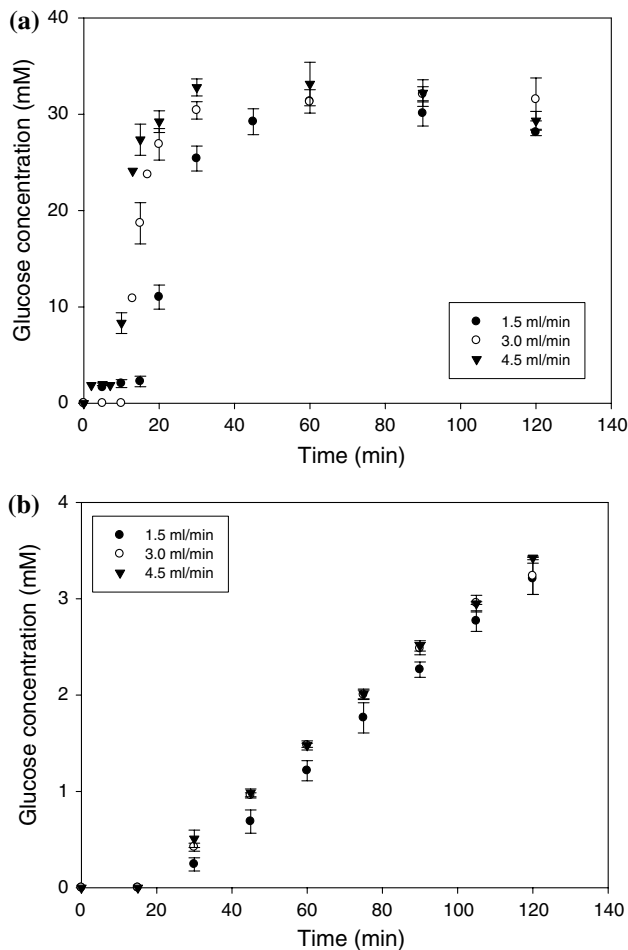 (a)
Glucose concentration (mM)
40
30
20
10
0
1.5 ml/min
3.0 ml/min
4.5 ml/min
0 20 40 60 80 100 120 140
Time (min)
(b)
Glucose concentration (mM)
4
3
2
1
0
1.5 ml/min
3.0 ml/min
4.5 ml/min
0 20 40 60 80 100 120 140
Time (min)